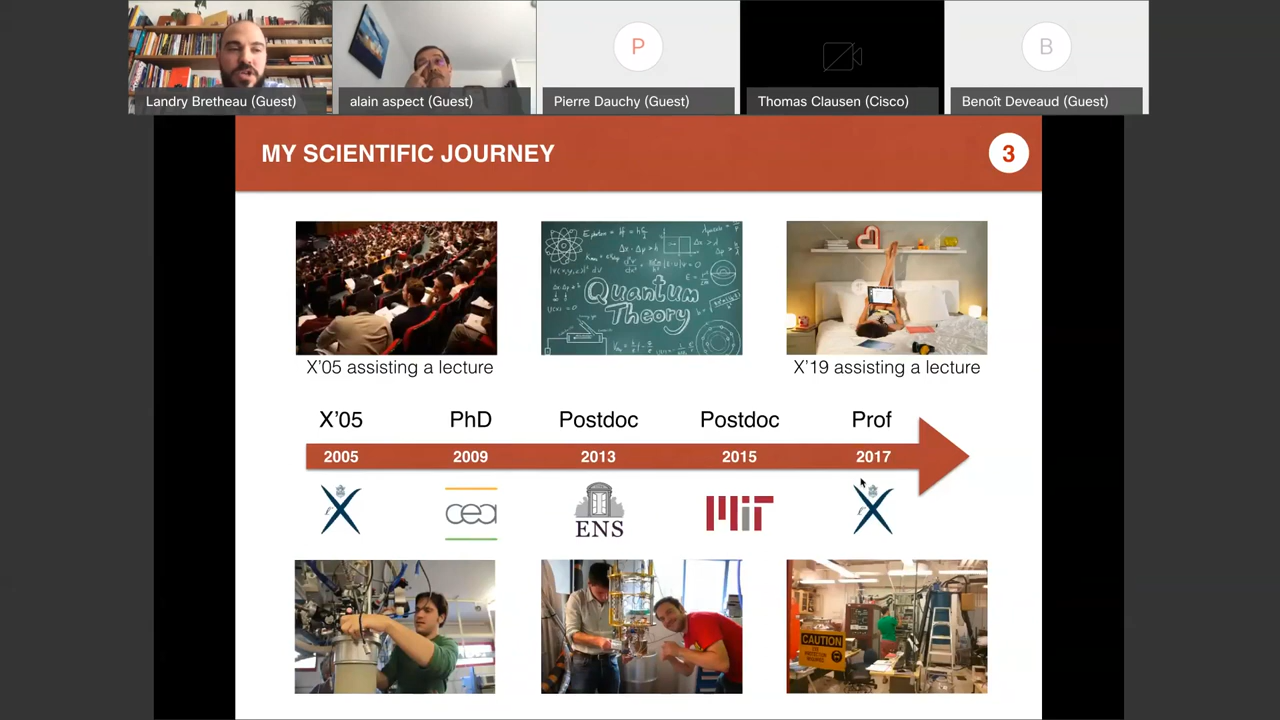 P
B
Landry Bretheau (Guest)
alain aspect (Guest)
Pierre Dauchy (Guest)
Thomas Clausen (Cisco)
Benoît Deveaud (Guest)
MY SCIENTIFIC JOURNEY
3
Quantum
Theory
X'05 assisting a lecture
X'19 assisting a lecture
X'05
PhD
Postdoc
Postdoc
Prof
2005
2009
2013
2015
2017
X
cea
ENS
MIT
X
CAUTION